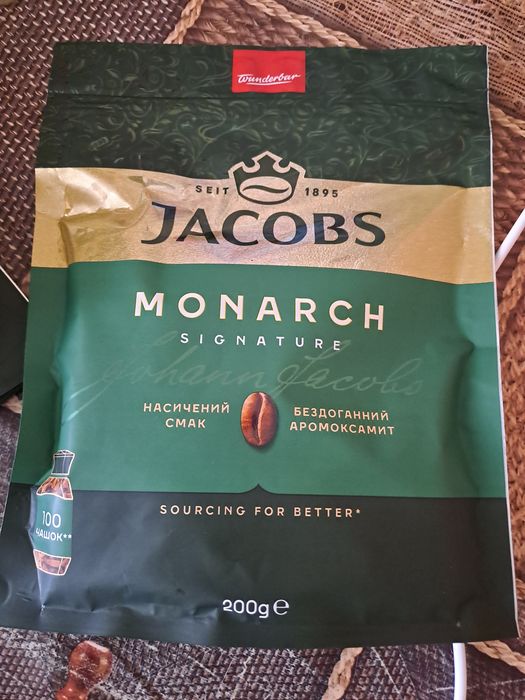 Wunderbar
SEIT 1895
JACOBS
MONARCH
SIGNATURE
Johann Jacobs
НАСИЧЕНИЙ
СМАК
БЕЗДОГАННИЙ
АРОМОКСАМИТ
100
ЧАШОК**
SOURCING FOR BETTER*
200g e